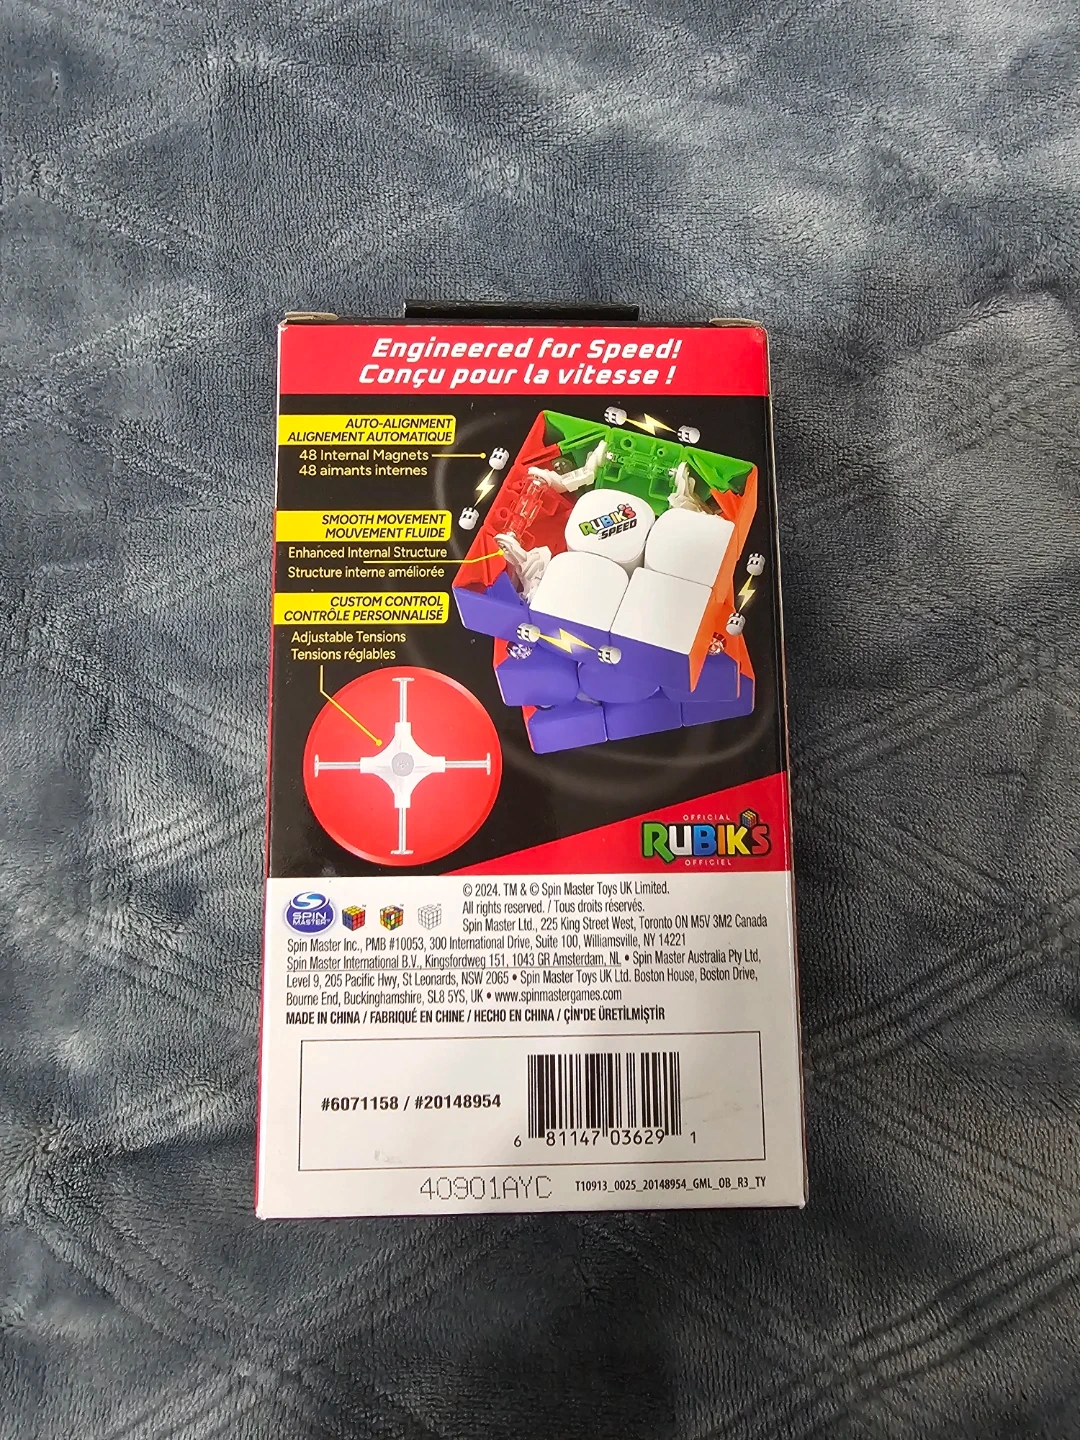 Engineered for Speed!
Conçu pour la vitesse !
AUTO-ALIGNMENT
ALIGNEMENT AUTOMATIQUE
48 Internal Magnets
48 aimants internes
SMOOTH MOVEMENT
MOUVEMENT FLUIDE
Enhanced Internal Structure
Structure interne améliorée
CUSTOM CONTROL
CONTRÔLE PERSONNALISÉ
Adjustable Tensions
Tensions réglables
RUBIK'S
SPEED
OFFICIAL
RUBIK'S
OFFICIEL
SPIN
MASTER
© 2024. TM & © Spin Master Toys UK Limited.
All rights reserved. / Tous droits réservés.
Spin Master Ltd., 225 King Street West, Toronto ON M5V 3M2 Canada
Spin Master Inc., PMB #10053, 300 International Drive, Suite 100, Williamsville, NY 14221
Spin Master International B.V., Kingsfordweg 151, 1043 GR Amsterdam, NL • Spin Master Australia Pty Ltd,
Level 9, 205 Pacific Hwy, St Leonards, NSW 2065 • Spin Master Toys UK Ltd. Boston House, Boston Drive,
Bourne End, Buckinghamshire, SL8 5YS, UK • www.spinmastergames.com
MADE IN CHINA / FABRIQUÉ EN CHINE / HECHO EN CHINA / ÇİN'DE ÜRETİLMİŞTİR
#6071158 / #20148954
6 81147 03629 1
40901AYC
T10913_0025_20148954_GML_OB_R3_TY